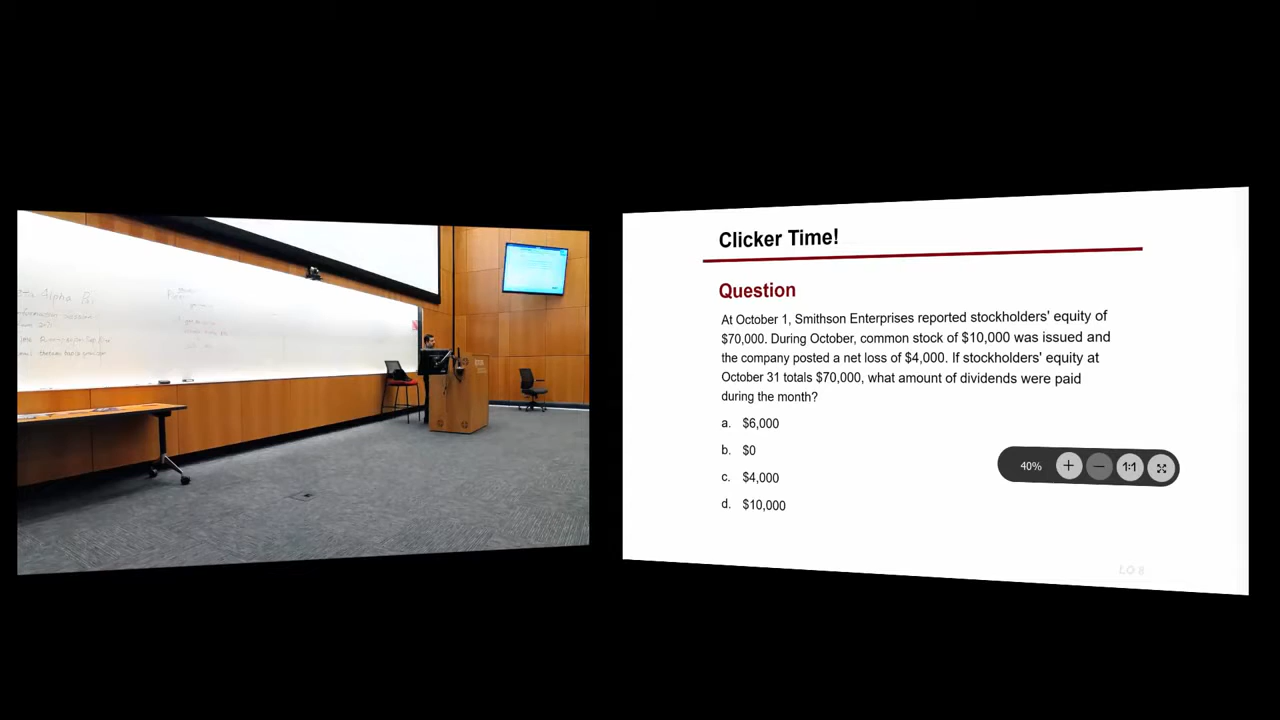 Alpha
Clicker Time!
Question
At October 1, Smithson Enterprises reported stockholders' equity of
$70,000. During October, common stock of $10,000 was issued and
the company posted a net loss of $4,000. If stockholders' equity at
October 31 totals $70,000, what amount of dividends were paid
during the month?
a. $6,000
b. $0
c. $4,000
d. $10,000
40% + − 1:1
LO 8